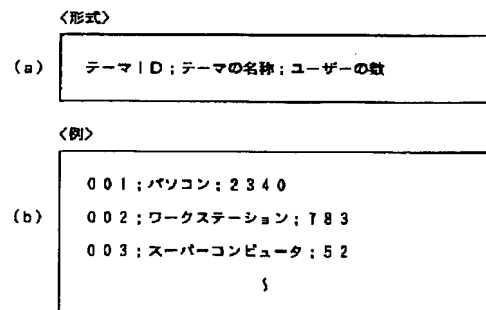 〈形式〉
(a) テーマID;テーマの名称;ユーザーの数
〈例〉
(b)
001;パソコン;2340
002;ワークステーション;783
003;スーパーコンピュータ;52
〜